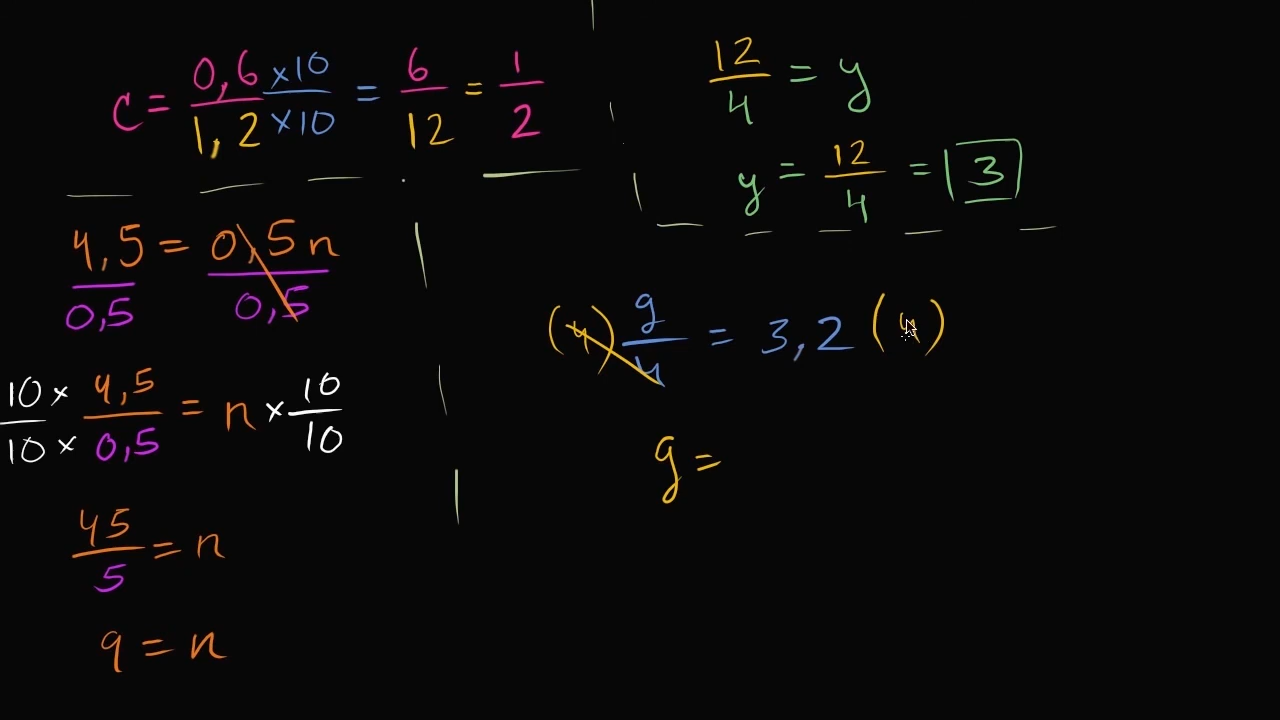 c = 0,6/1,2 ×10/×10 = 6/12 = 1/2
4,5/0,5 = 0,5n/0,5
10/10 × 4,5/0,5 = n × 10/10
45/5 = n
9 = n
12/4 = y
y = 12/4 = 3
(4) g/4 = 3,2 (4)
g =